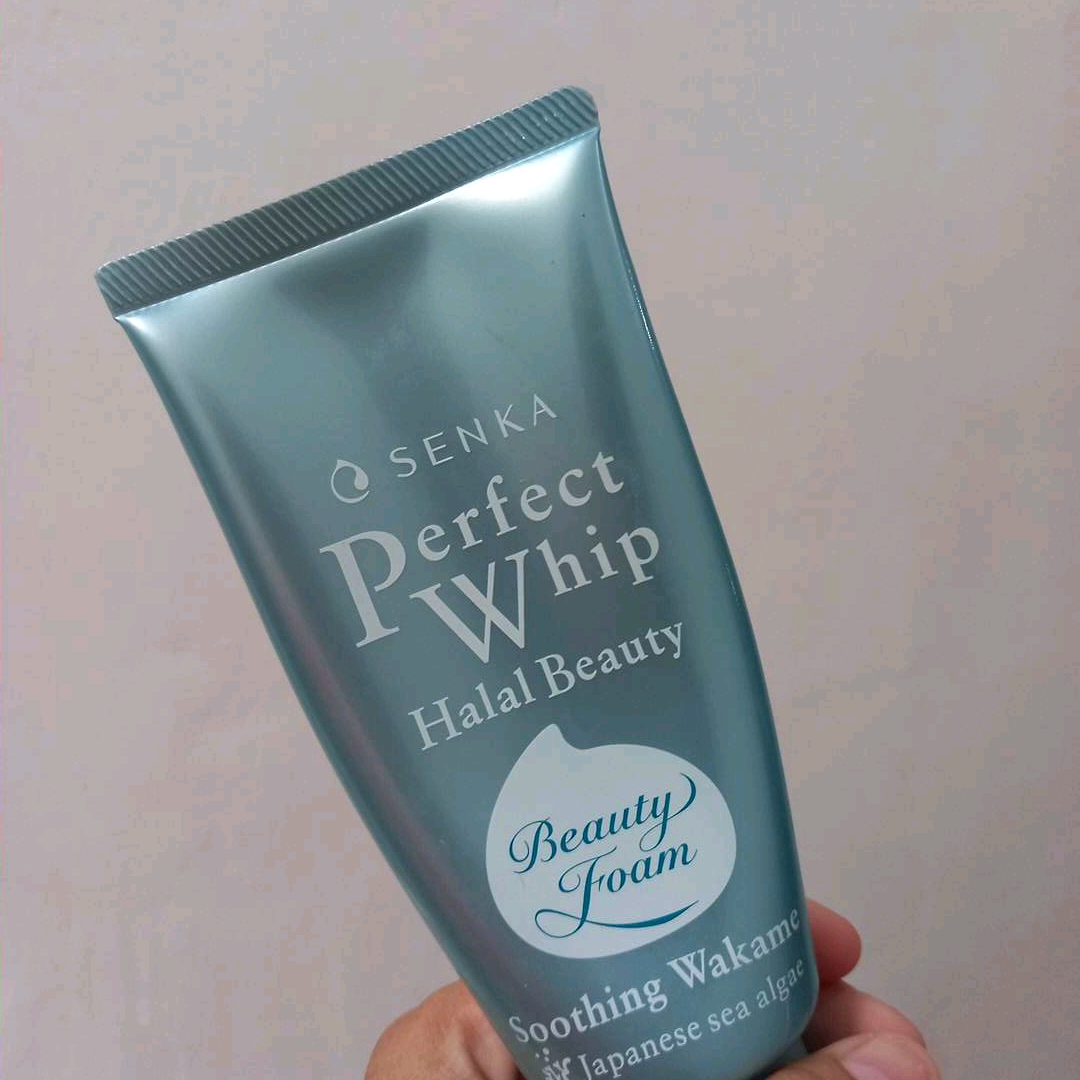 SENKA
Perfect
Whip
Halal Beauty
Beauty
Foam
Soothing Wakame
Japanese sea algae